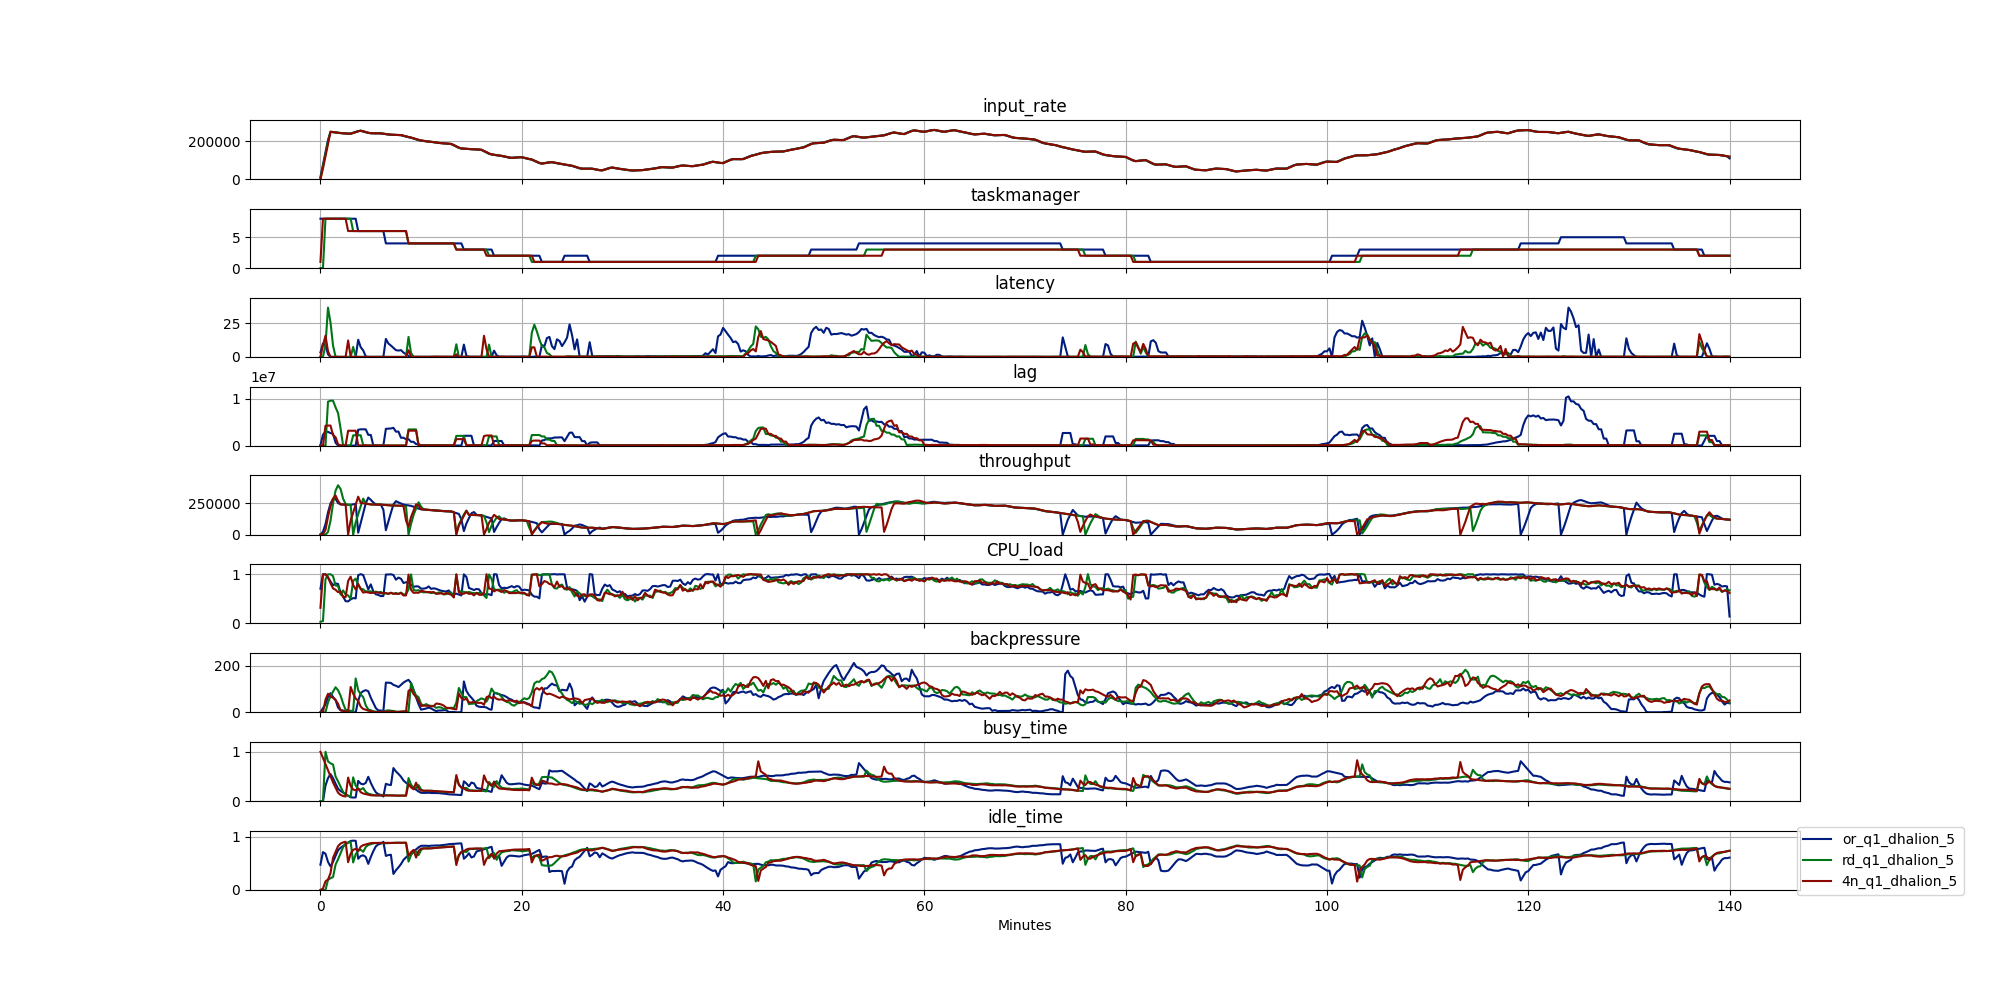 input_rate
200000
0
taskmanager
5
0
latency
25
0
1e7
lag
1
0
throughput
250000
0
CPU_load
1
0
backpressure
200
0
busy_time
1
0
idle_time
1
0
or_q1_dhalion_5
rd_q1_dhalion_5
4n_q1_dhalion_5
0 20 40 60 80 100 120 140
Minutes